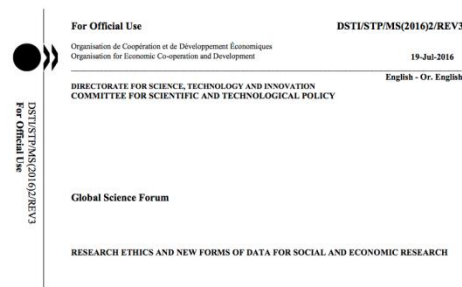 For Official Use DSTI/STP/MS(2016)2/REV3
Organisation de Coopération et de Développement Économiques
Organisation for Economic Co-operation and Development 19-Jul-2016
English - Or. English
DIRECTORATE FOR SCIENCE, TECHNOLOGY AND INNOVATION
COMMITTEE FOR SCIENTIFIC AND TECHNOLOGICAL POLICY
DSTI/STP/MS(2016)2/REV3
For Official Use
Global Science Forum
RESEARCH ETHICS AND NEW FORMS OF DATA FOR SOCIAL AND ECONOMIC RESEARCH